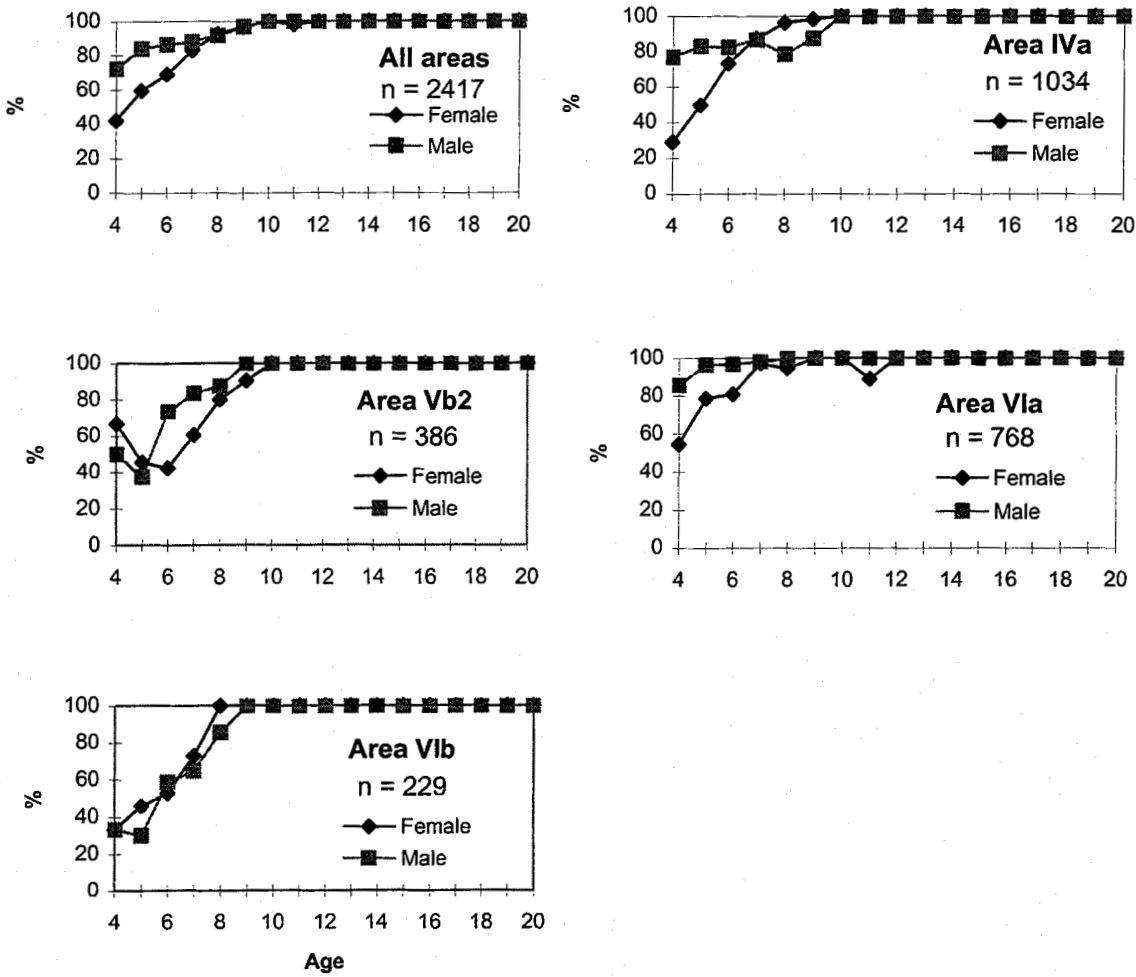 All areas
n = 2417
Female
Male
%
100
80
60
40
20
0
4 6 8 10 12 14 16 18 20
Area IVa
n = 1034
Female
Male
%
100
80
60
40
20
0
4 6 8 10 12 14 16 18 20
Area Vb2
n = 386
Female
Male
%
100
80
60
40
20
0
4 6 8 10 12 14 16 18 20
Area VIa
n = 768
Female
Male
%
100
80
60
40
20
0
4 6 8 10 12 14 16 18 20
Area VIb
n = 229
Female
Male
%
100
80
60
40
20
0
4 6 8 10 12 14 16 18 20
Age